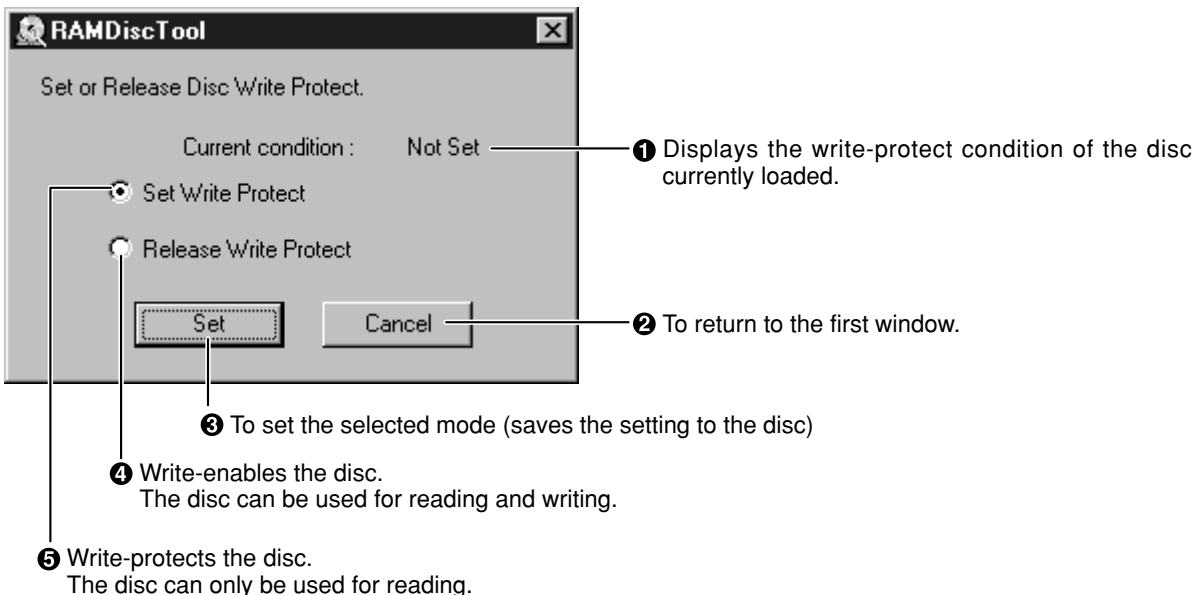 RAMDiscTool
Set or Release Disc Write Protect.
Current condition : Not Set
❶ Displays the write-protect condition of the disc
currently loaded.
Set Write Protect
Release Write Protect
Set Cancel
❷ To return to the first window.
❸ To set the selected mode (saves the setting to the disc)
❹ Write-enables the disc.
The disc can be used for reading and writing.
❺ Write-protects the disc.
The disc can only be used for reading.